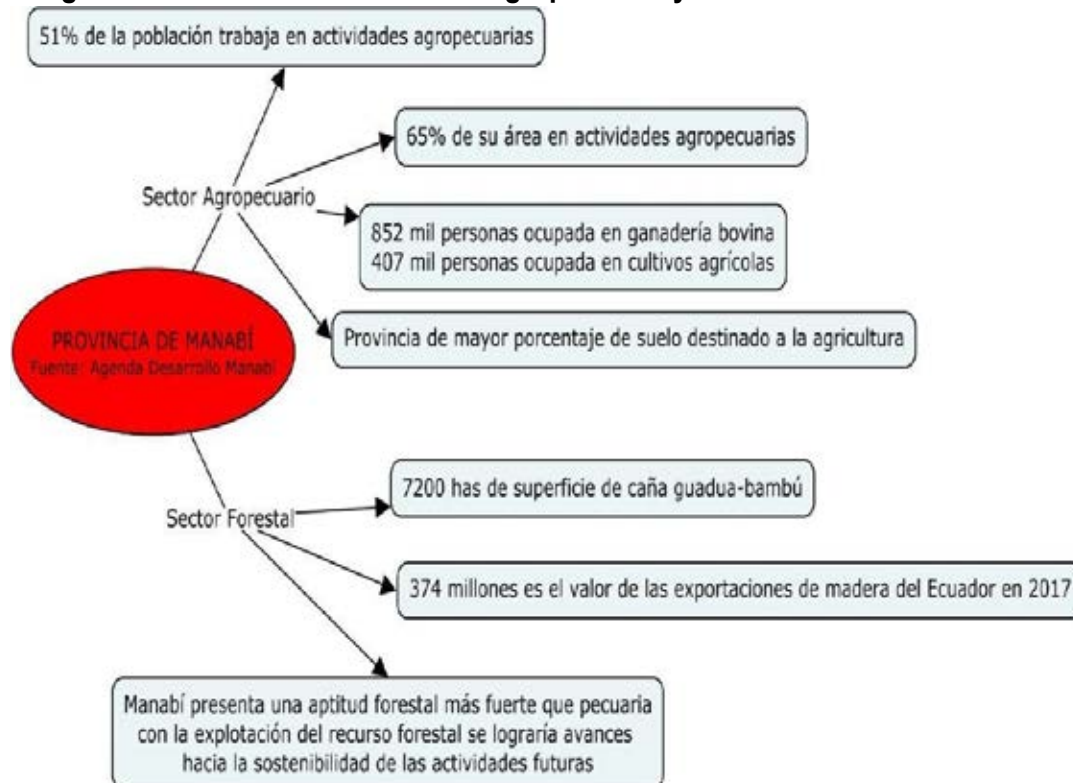 51% de la población trabaja en actividades agropecuarias
65% de su área en actividades agropecuarias
Sector Agropecuario
852 mil personas ocupada en ganadería bovina
407 mil personas ocupada en cultivos agrícolas
PROVINCIA DE MANABÍ
Fuente: Agenda Desarrollo Manabí
Provincia de mayor porcentaje de suelo destinado a la agricultura
7200 has de superficie de caña guadua-bambú
Sector Forestal
374 millones es el valor de las exportaciones de madera del Ecuador en 2017
Manabí presenta una aptitud forestal más fuerte que pecuaria
con la explotación del recurso forestal se lograría avances
hacia la sostenibilidad de las actividades futuras